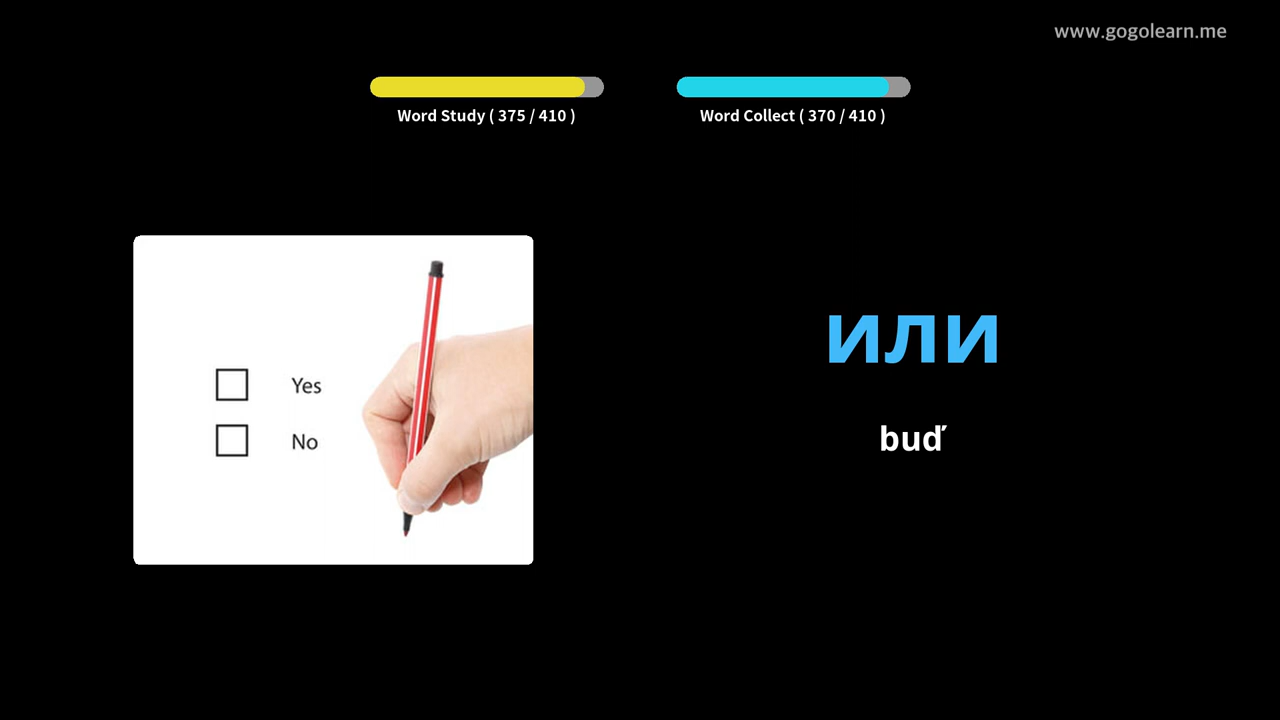 www.gogolearn.me
Word Study ( 375 / 410 )
Word Collect ( 370 / 410 )
Yes
No
или
buď